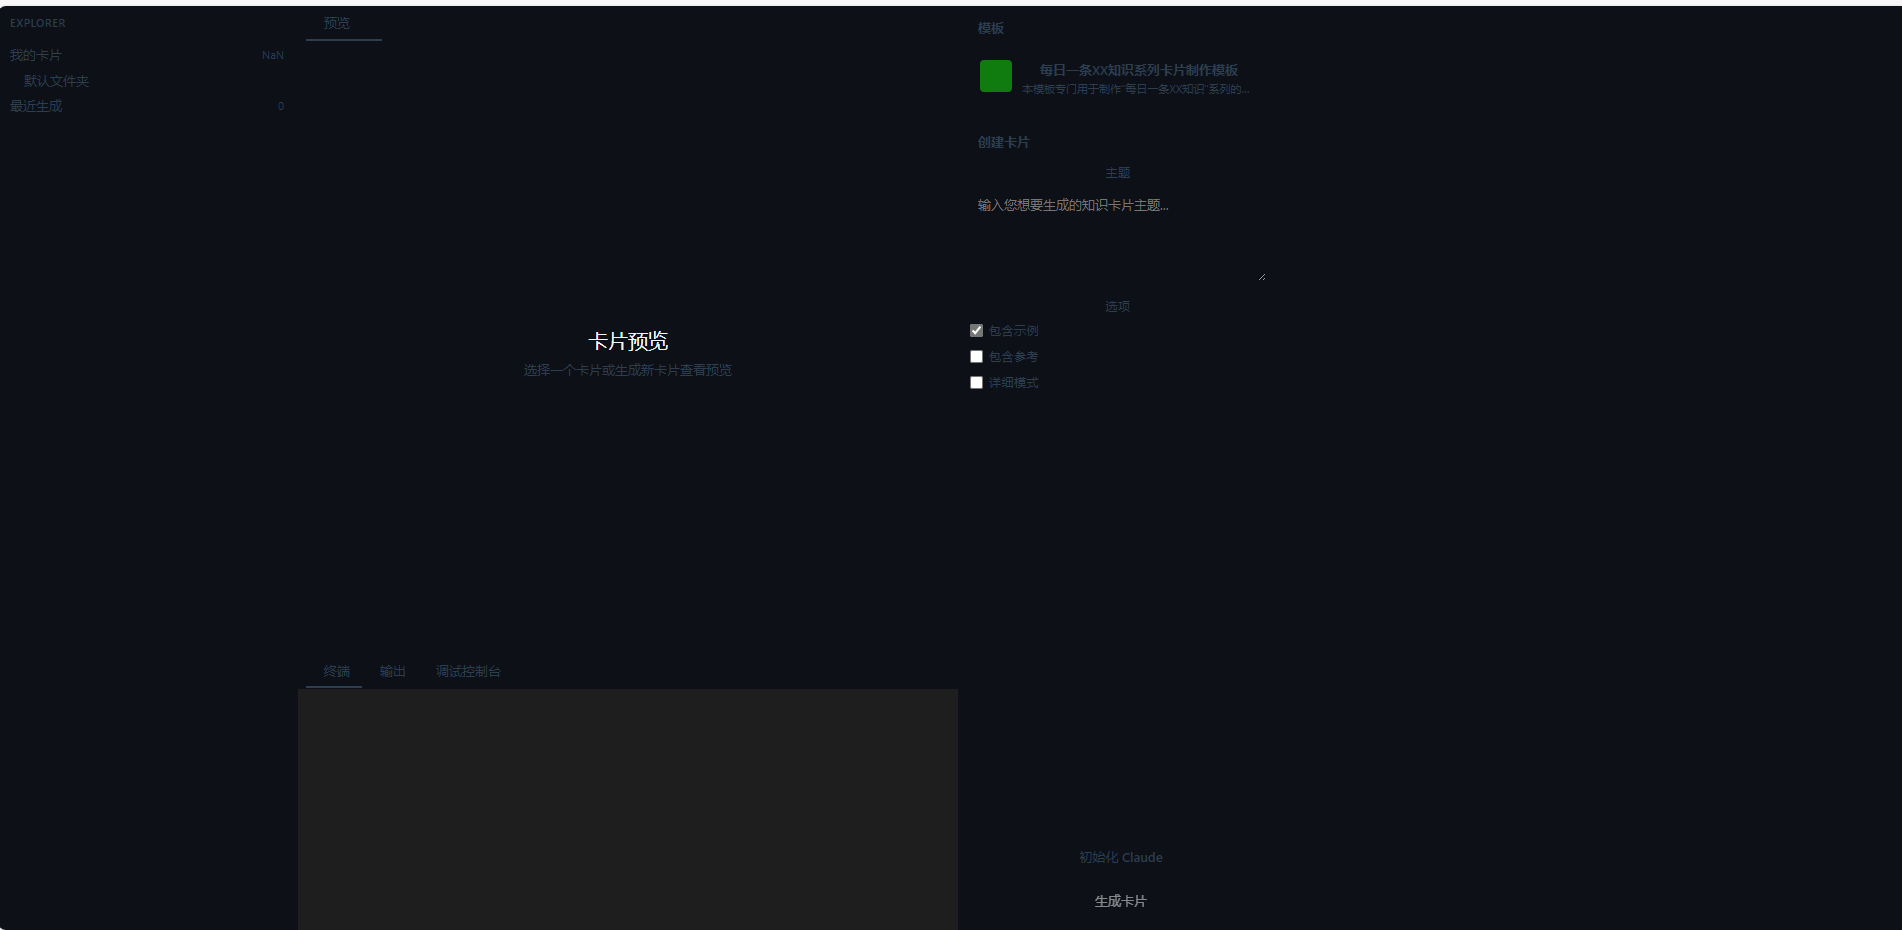 EXPLORER
我的卡片 NaN
默认文件夹
最近生成 0
预览
卡片预览
选择一个卡片或生成新卡片查看预览
终端 输出 调试控制台
模板
每日一条XX知识系列卡片制作模板
本模板专门用于制作"每日一条XX知识"系列的...
创建卡片
主题
输入您想要生成的知识卡片主题...
选项
包含示例
包含参考
详细模式
初始化 Claude
生成卡片